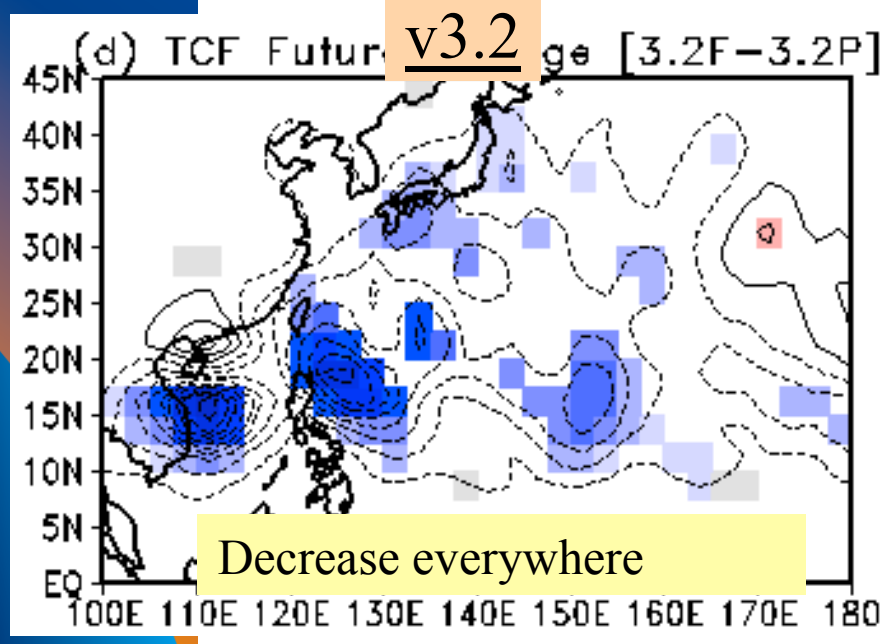 v3.2
(d) TCF Futur ge [3.2F−3.2P]
45N
40N
35N
30N
25N
20N
15N
10N
5N
EQ
Decrease everywhere
100E 110E 120E 130E 140E 150E 160E 170E 180